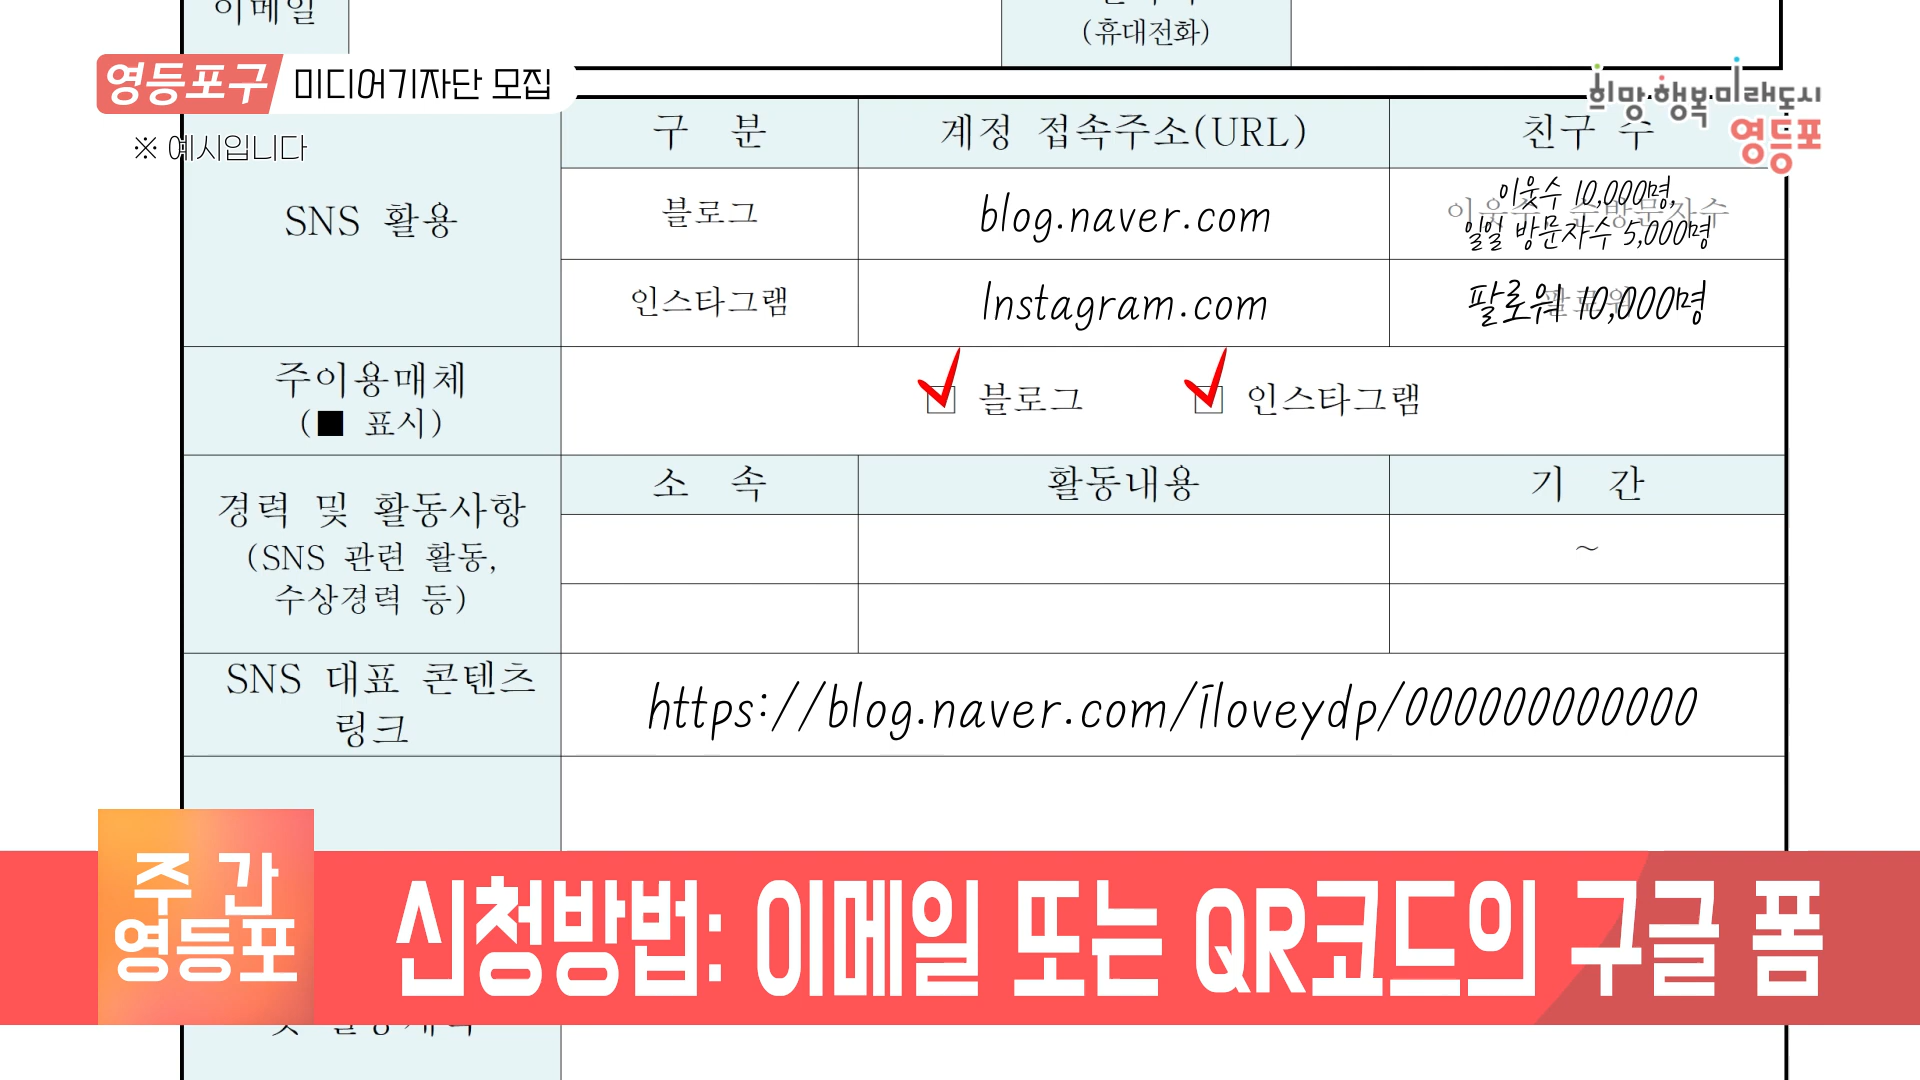 이메일
(휴대전화)
영등포구 미디어기자단 모집
※ 예시입니다
희망·행복·미래도시
영등포
구 분 계정 접속주소(URL) 친구 수
SNS 활용
블로그 blog.naver.com 이웃수 10,000명,
일일 방문자수 5,000명
인스타그램 Instagram.com 팔로워 10,000명
주이용매체
(■ 표시)
블로그 인스타그램
경력 및 활동사항
(SNS 관련 활동,
수상경력 등)
소 속 활동내용 기 간
~
SNS 대표 콘텐츠
링크
https://blog.naver.com/iloveydp/000000000000
주간
영등포
신청방법: 이메일 또는 QR코드의 구글 폼